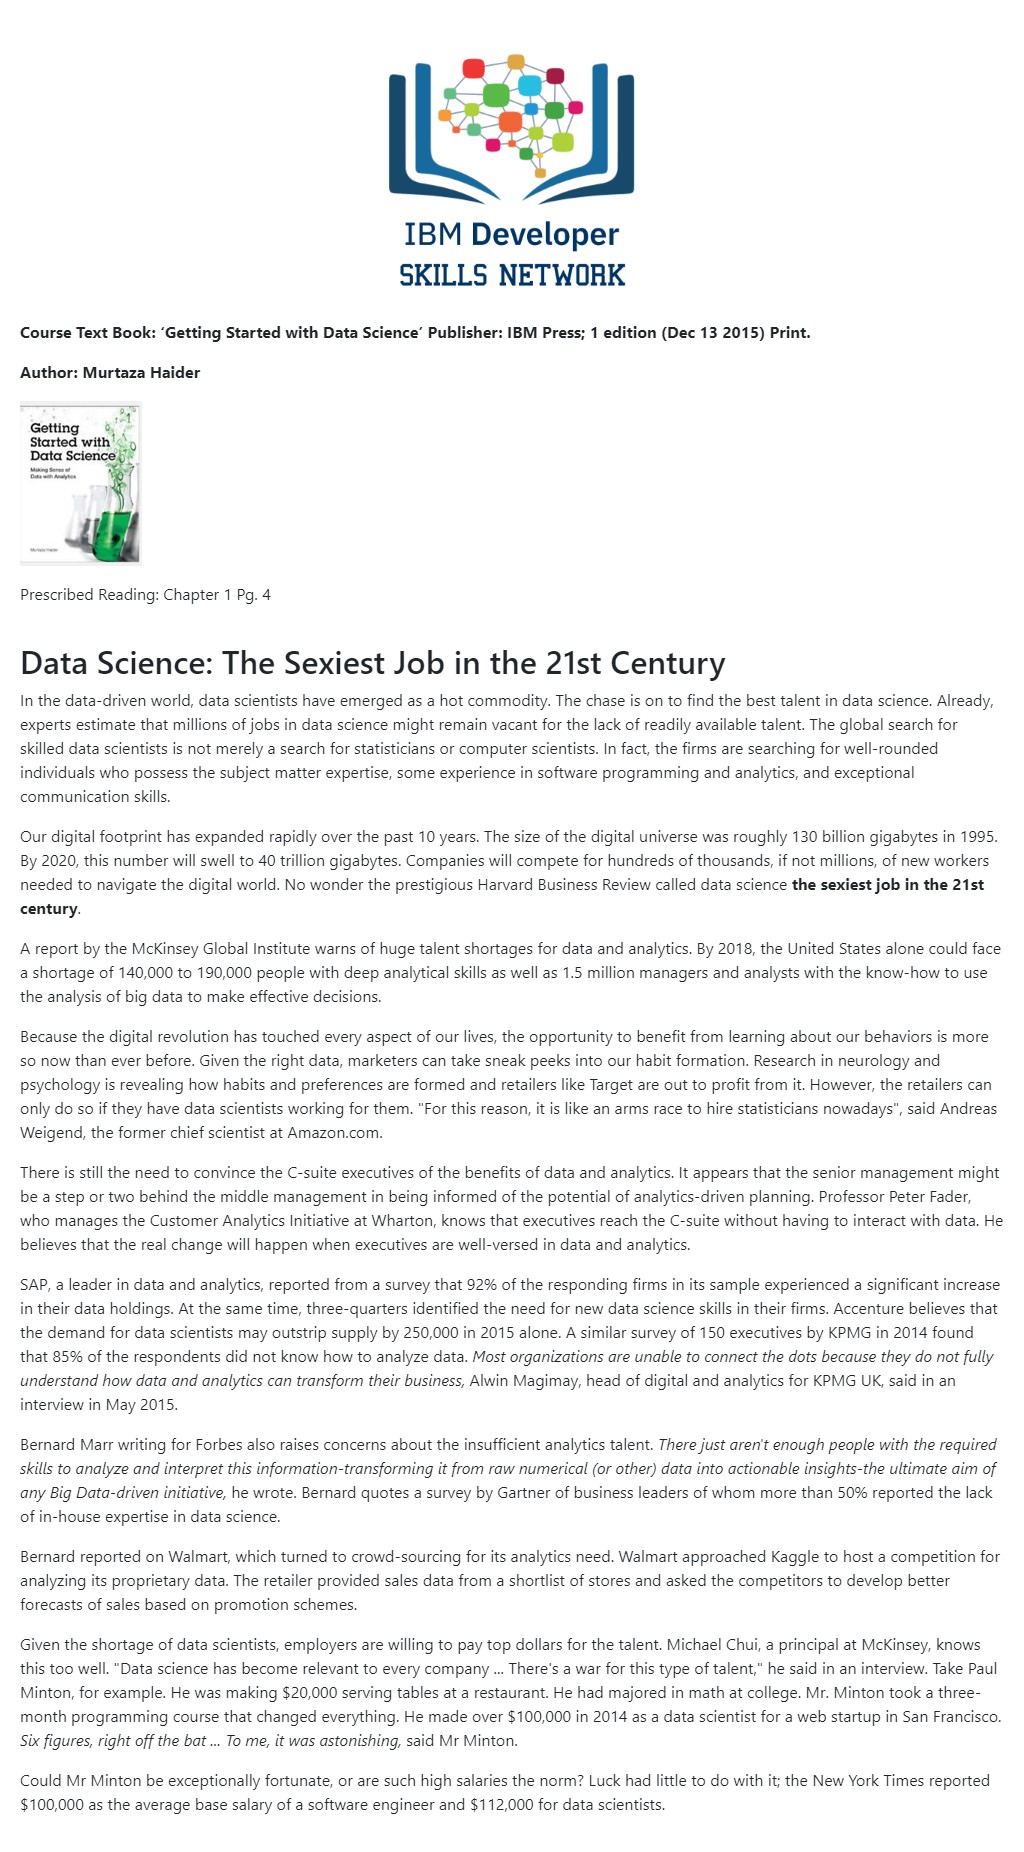 IBM Developer
SKILLS NETWORK
Course Text Book: ‘Getting Started with Data Science’ Publisher: IBM Press; 1 edition (Dec 13 2015) Print.
Author: Murtaza Haider
Getting
Started with
Data Science
Making Sense of
Data with Analytics
Murtaza Haider
Prescribed Reading: Chapter 1 Pg. 4
Data Science: The Sexiest Job in the 21st Century
In the data-driven world, data scientists have emerged as a hot commodity. The chase is on to find the best talent in data science. Already,
experts estimate that millions of jobs in data science might remain vacant for the lack of readily available talent. The global search for
skilled data scientists is not merely a search for statisticians or computer scientists. In fact, the firms are searching for well-rounded
individuals who possess the subject matter expertise, some experience in software programming and analytics, and exceptional
communication skills.
Our digital footprint has expanded rapidly over the past 10 years. The size of the digital universe was roughly 130 billion gigabytes in 1995.
By 2020, this number will swell to 40 trillion gigabytes. Companies will compete for hundreds of thousands, if not millions, of new workers
needed to navigate the digital world. No wonder the prestigious Harvard Business Review called data science the sexiest job in the 21st
century.
A report by the McKinsey Global Institute warns of huge talent shortages for data and analytics. By 2018, the United States alone could face
a shortage of 140,000 to 190,000 people with deep analytical skills as well as 1.5 million managers and analysts with the know-how to use
the analysis of big data to make effective decisions.
Because the digital revolution has touched every aspect of our lives, the opportunity to benefit from learning about our behaviors is more
so now than ever before. Given the right data, marketers can take sneak peeks into our habit formation. Research in neurology and
psychology is revealing how habits and preferences are formed and retailers like Target are out to profit from it. However, the retailers can
only do so if they have data scientists working for them. "For this reason, it is like an arms race to hire statisticians nowadays", said Andreas
Weigend, the former chief scientist at Amazon.com.
There is still the need to convince the C-suite executives of the benefits of data and analytics. It appears that the senior management might
be a step or two behind the middle management in being informed of the potential of analytics-driven planning. Professor Peter Fader,
who manages the Customer Analytics Initiative at Wharton, knows that executives reach the C-suite without having to interact with data. He
believes that the real change will happen when executives are well-versed in data and analytics.
SAP, a leader in data and analytics, reported from a survey that 92% of the responding firms in its sample experienced a significant increase
in their data holdings. At the same time, three-quarters identified the need for new data science skills in their firms. Accenture believes that
the demand for data scientists may outstrip supply by 250,000 in 2015 alone. A similar survey of 150 executives by KPMG in 2014 found
that 85% of the respondents did not know how to analyze data. Most organizations are unable to connect the dots because they do not fully
understand how data and analytics can transform their business, Alwin Magimay, head of digital and analytics for KPMG UK, said in an
interview in May 2015.
Bernard Marr writing for Forbes also raises concerns about the insufficient analytics talent. There just aren't enough people with the required
skills to analyze and interpret this information-transforming it from raw numerical (or other) data into actionable insights-the ultimate aim of
any Big Data-driven initiative, he wrote. Bernard quotes a survey by Gartner of business leaders of whom more than 50% reported the lack
of in-house expertise in data science.
Bernard reported on Walmart, which turned to crowd-sourcing for its analytics need. Walmart approached Kaggle to host a competition for
analyzing its proprietary data. The retailer provided sales data from a shortlist of stores and asked the competitors to develop better
forecasts of sales based on promotion schemes.
Given the shortage of data scientists, employers are willing to pay top dollars for the talent. Michael Chui, a principal at McKinsey, knows
this too well. "Data science has become relevant to every company ... There's a war for this type of talent," he said in an interview. Take Paul
Minton, for example. He was making $20,000 serving tables at a restaurant. He had majored in math at college. Mr. Minton took a three-
month programming course that changed everything. He made over $100,000 in 2014 as a data scientist for a web startup in San Francisco.
Six figures, right off the bat ... To me, it was astonishing, said Mr Minton.
Could Mr Minton be exceptionally fortunate, or are such high salaries the norm? Luck had little to do with it; the New York Times reported
$100,000 as the average base salary of a software engineer and $112,000 for data scientists.